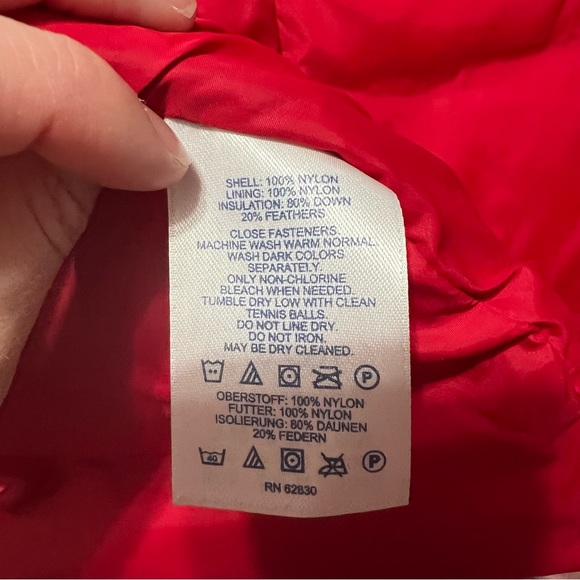 SHELL: 100% NYLON
LINING: 100% NYLON
INSULATION: 80% DOWN
20% FEATHERS
CLOSE FASTENERS.
MACHINE WASH WARM NORMAL.
WASH DARK COLORS
SEPARATELY.
ONLY NON-CHLORINE
BLEACH WHEN NEEDED.
TUMBLE DRY LOW WITH CLEAN
TENNIS BALLS.
DO NOT LINE DRY.
DO NOT IRON.
MAY BE DRY CLEANED.
P
OBERSTOFF: 100% NYLON
FUTTER: 100% NYLON
ISOLIERUNG: 80% DAUNEN
20% FEDERN
40 P
RN 62830